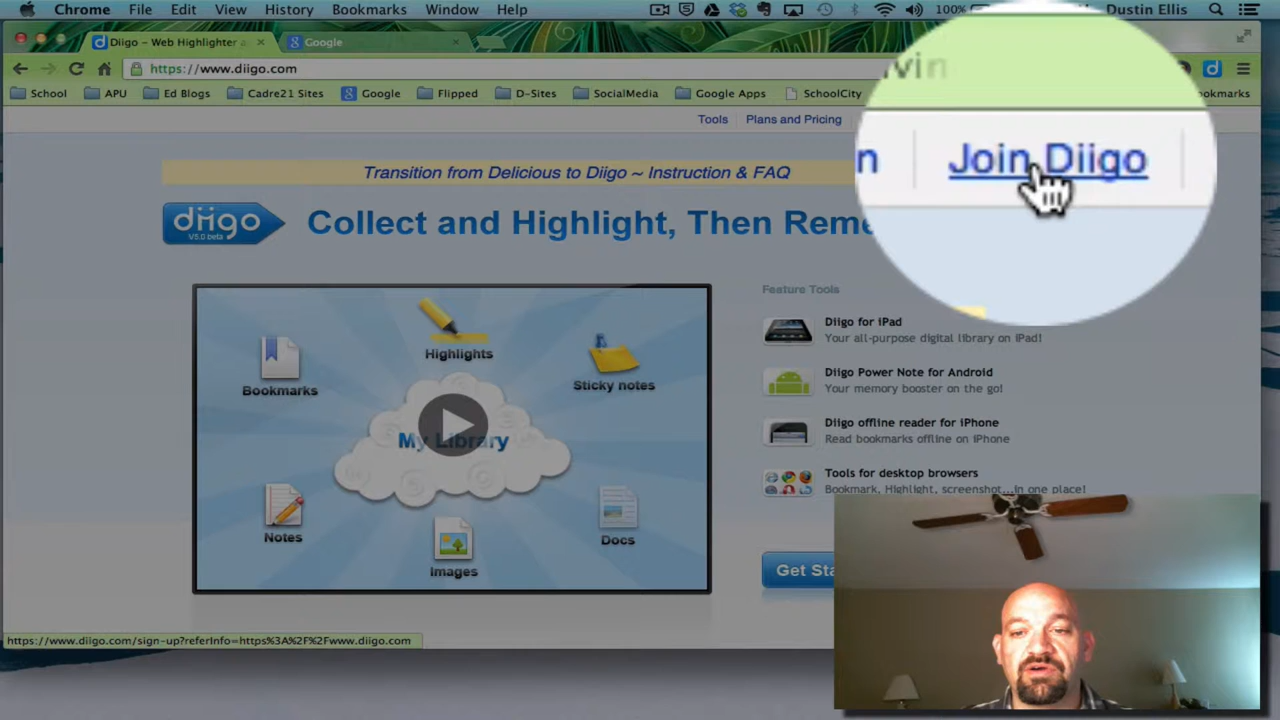 Chrome File Edit View History Bookmarks Window Help 100% Dustin Ellis
Diigo – Web Highlighter a Google
https://www.diigo.com
School APU Ed Blogs Cadre21 Sites Google Flipped D-Sites SocialMedia Google Apps SchoolCity
Tools Plans and Pricing
Join Diigo
Transition from Delicious to Diigo ~ Instruction & FAQ
diigo
V5.0 beta
Collect and Highlight, Then
Feature Tools
Highlights
Bookmarks
Sticky notes
My Library
Notes
Images
Docs
Diigo for iPad
Your all-purpose digital library on iPad!
Diigo Power Note for Android
Your memory booster on the go!
Diigo offline reader for iPhone
Read bookmarks offline on iPhone
Tools for desktop browsers
Bookmark, Highlight, screenshot...in one place!
Get
https://www.diigo.com/sign-up?referInfo=https%3A%2F%2Fwww.diigo.com